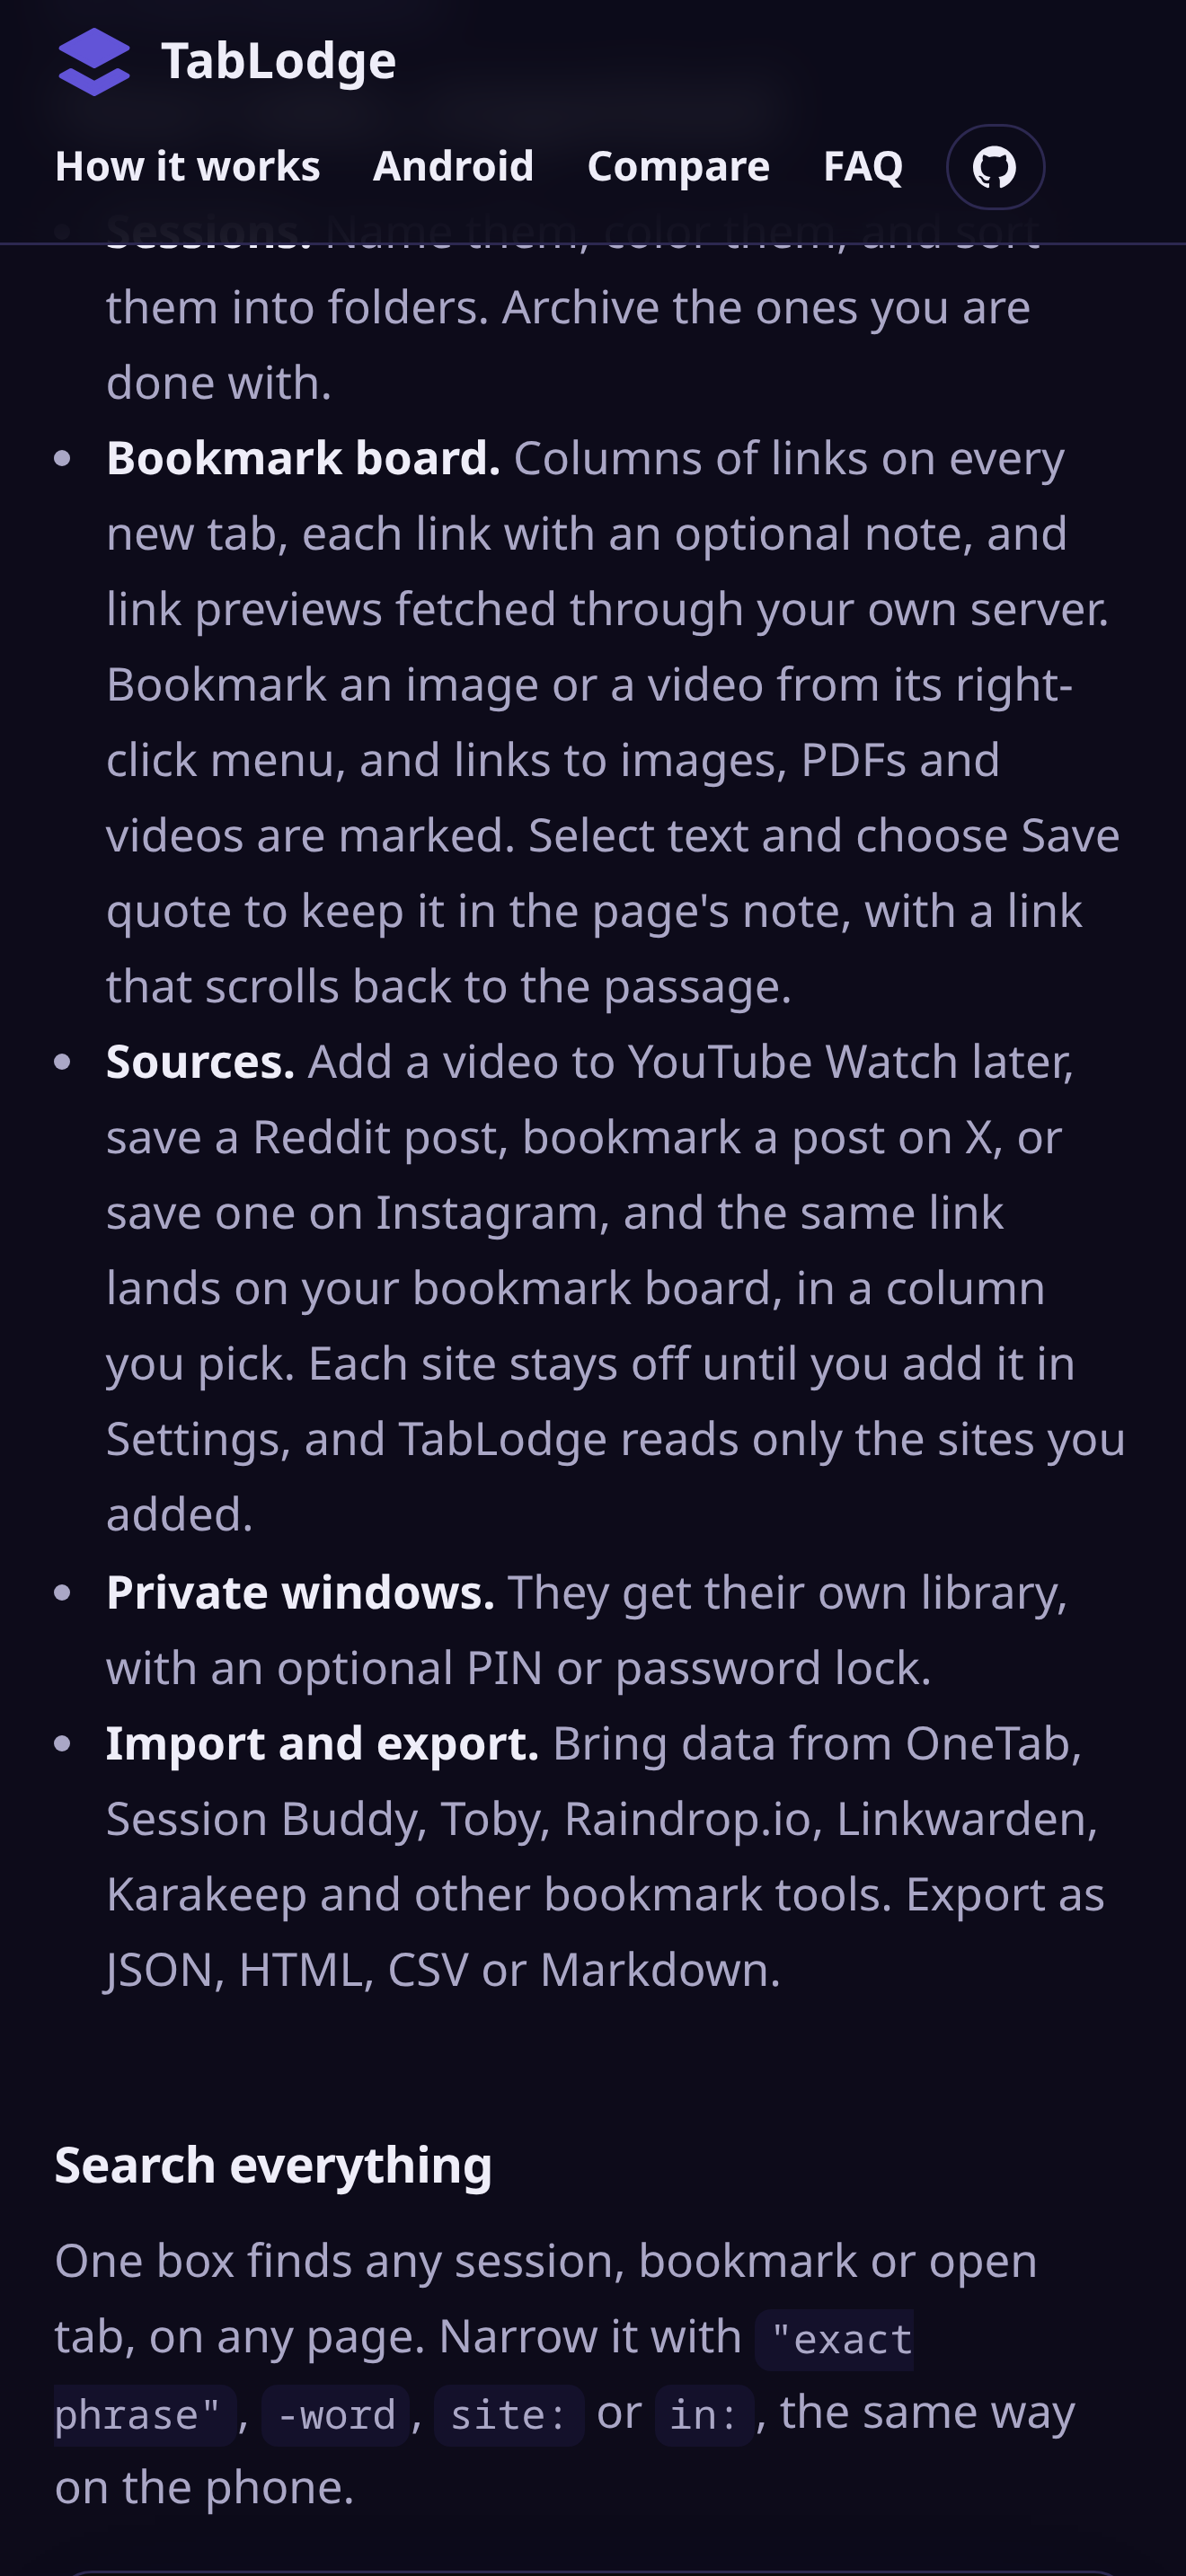 TabLodge
How it works Android Compare FAQ
Sessions. Name them, color them, and sort
them into folders. Archive the ones you are
done with.
Bookmark board. Columns of links on every
new tab, each link with an optional note, and
link previews fetched through your own server.
Bookmark an image or a video from its right-
click menu, and links to images, PDFs and
videos are marked. Select text and choose Save
quote to keep it in the page's note, with a link
that scrolls back to the passage.
Sources. Add a video to YouTube Watch later,
save a Reddit post, bookmark a post on X, or
save one on Instagram, and the same link
lands on your bookmark board, in a column
you pick. Each site stays off until you add it in
Settings, and TabLodge reads only the sites you
added.
Private windows. They get their own library,
with an optional PIN or password lock.
Import and export. Bring data from OneTab,
Session Buddy, Toby, Raindrop.io, Linkwarden,
Karakeep and other bookmark tools. Export as
JSON, HTML, CSV or Markdown.
Search everything
One box finds any session, bookmark or open
tab, on any page. Narrow it with "exact
phrase", -word, site: or in:, the same way
on the phone.